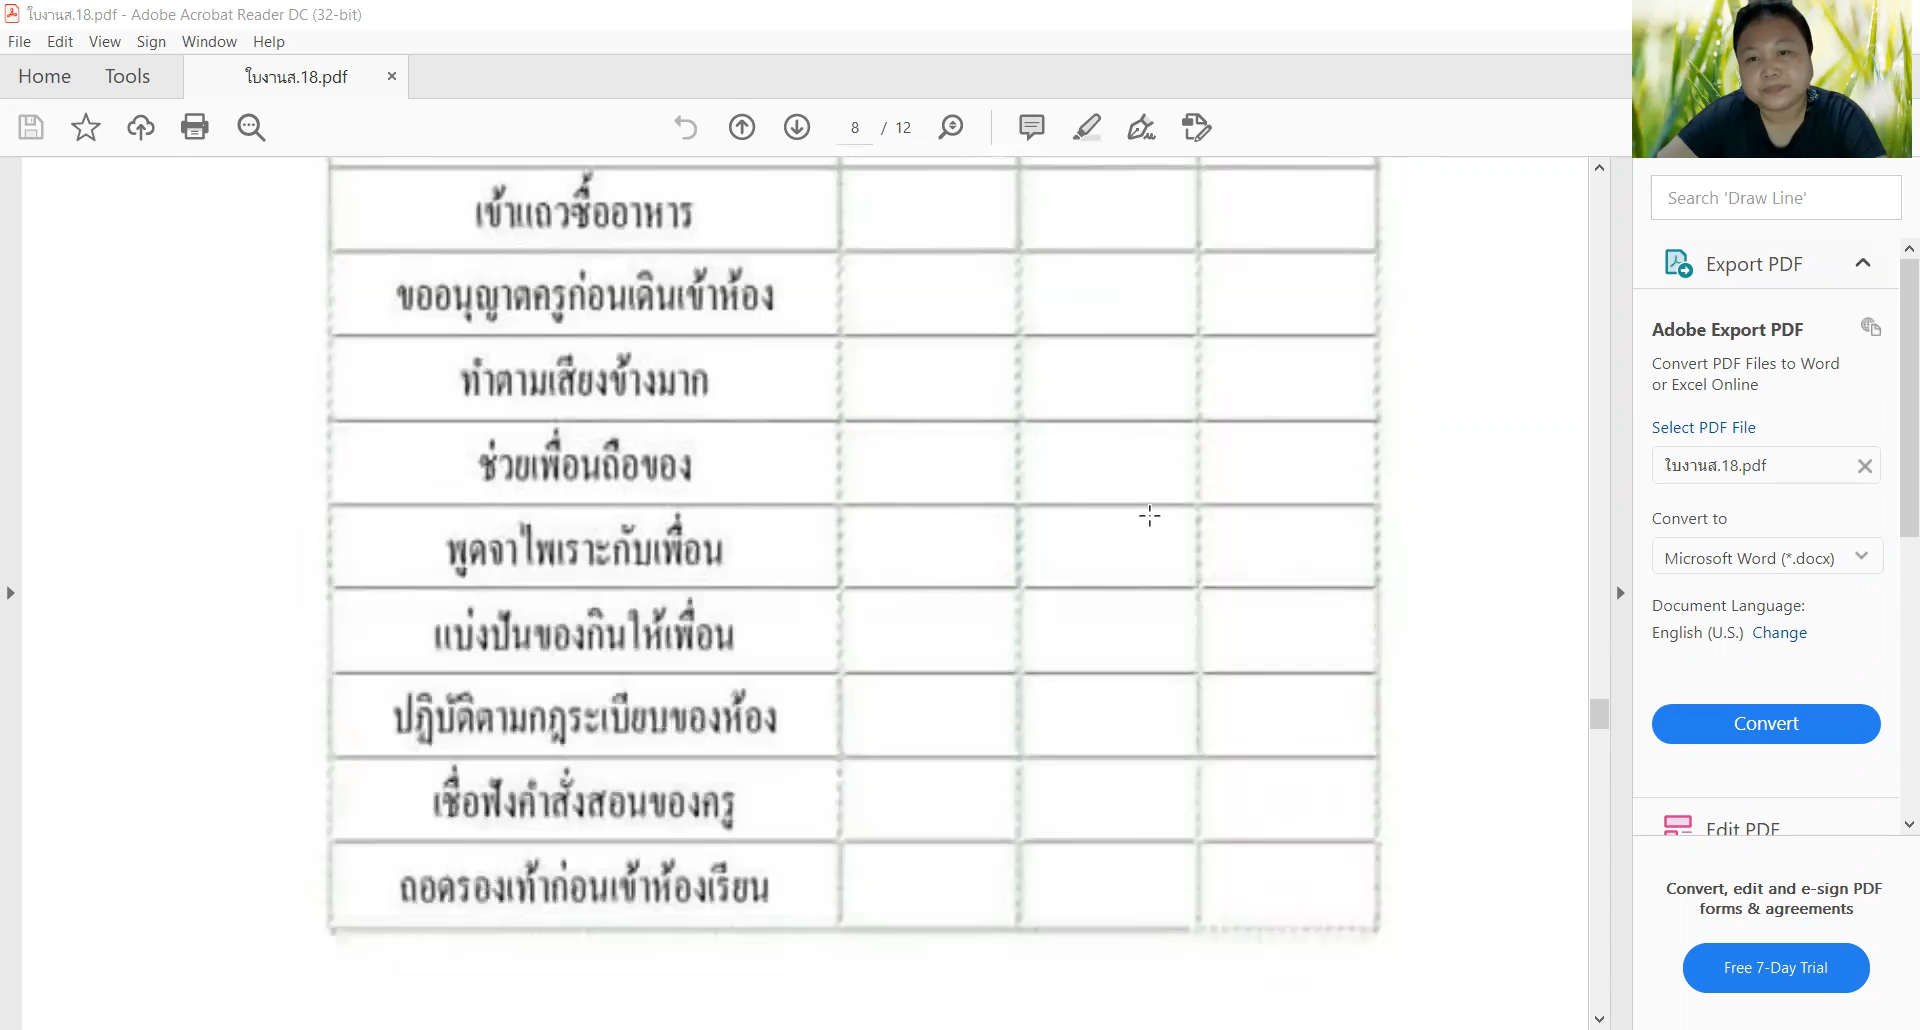 ใบงานส.18.pdf - Adobe Acrobat Reader DC (32-bit)
File Edit View Sign Window Help
Home Tools ใบงานส.18.pdf ×
8 / 12
Search 'Draw Line'
Export PDF
Adobe Export PDF
Convert PDF Files to Word
or Excel Online
Select PDF File
ใบงานส.18.pdf
Convert to
Microsoft Word (*.docx)
Document Language:
English (U.S.) Change
Convert
Edit PDF
Convert, edit and e-sign PDF
forms & agreements
Free 7-Day Trial
เข้าแถวซื้ออาหาร
ขออนุญาตครูก่อนเดินเข้าห้อง
ทำตามเสียงข้างมาก
ช่วยเพื่อนถือของ
พูดจาไพเราะกับเพื่อน
แบ่งปันของกินให้เพื่อน
ปฏิบัติตามกฎระเบียบของห้อง
เชื่อฟังคำสั่งสอนของครู
ถอดรองเท้าก่อนเข้าห้องเรียน